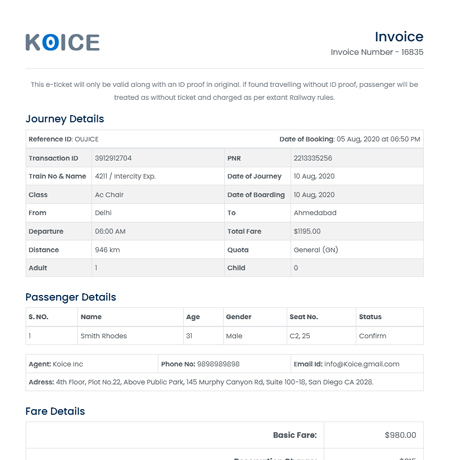 KOICE
Invoice
Invoice Number - 16835
This e-ticket will only be valid along with an ID proof in original. if found travelling without ID proof, passenger will be
treated as without ticket and charged as per extant Railway rules.
Journey Details
Reference ID: OUJICE Date of Booking: 05 Aug, 2020 at 06:50 PM
Transaction ID 3912912704 PNR 2213335256
Train No & Name 4211 / Intercity Exp. Date of Journey 10 Aug, 2020
Class Ac Chair Date of Boarding 10 Aug, 2020
From Delhi To Ahmedabad
Departure 06:00 AM Total Fare $1195.00
Distance 946 km Quota General (GN)
Adult 1 Child 0
Passenger Details
S. NO. Name Age Gender Seat No. Status
1 Smith Rhodes 31 Male C2, 25 Confirm
Agent: Koice Inc Phone No: 9898989898 Email Id: info@Koice.gmail.com
Adress: 4th Floor, Plot No.22, Above Public Park, 145 Murphy Canyon Rd, Suite 100-18, San Diego CA 2028.
Fare Details
Basic Fare: $980.00